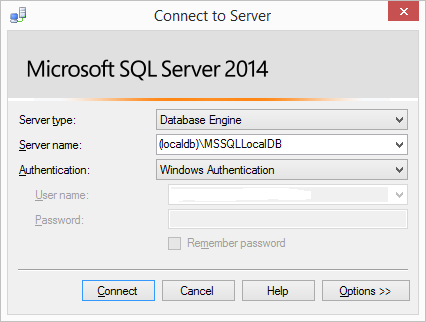 Connect to Server
Microsoft SQL Server 2014
Server type: Database Engine
Server name: (localdb)\MSSQLLocalDB
Authentication: Windows Authentication
User name:
Password:
Remember password
Connect Cancel Help Options >>